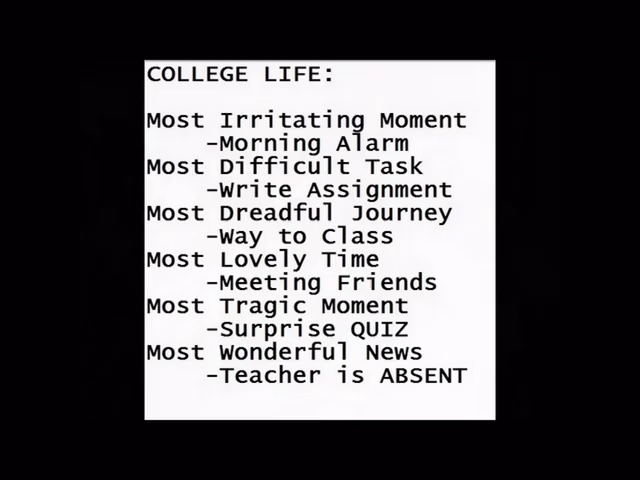 COLLEGE LIFE:
Most Irritating Moment
-Morning Alarm
Most Difficult Task
-Write Assignment
Most Dreadful Journey
-Way to Class
Most Lovely Time
-Meeting Friends
Most Tragic Moment
-Surprise QUIZ
Most Wonderful News
-Teacher is ABSENT